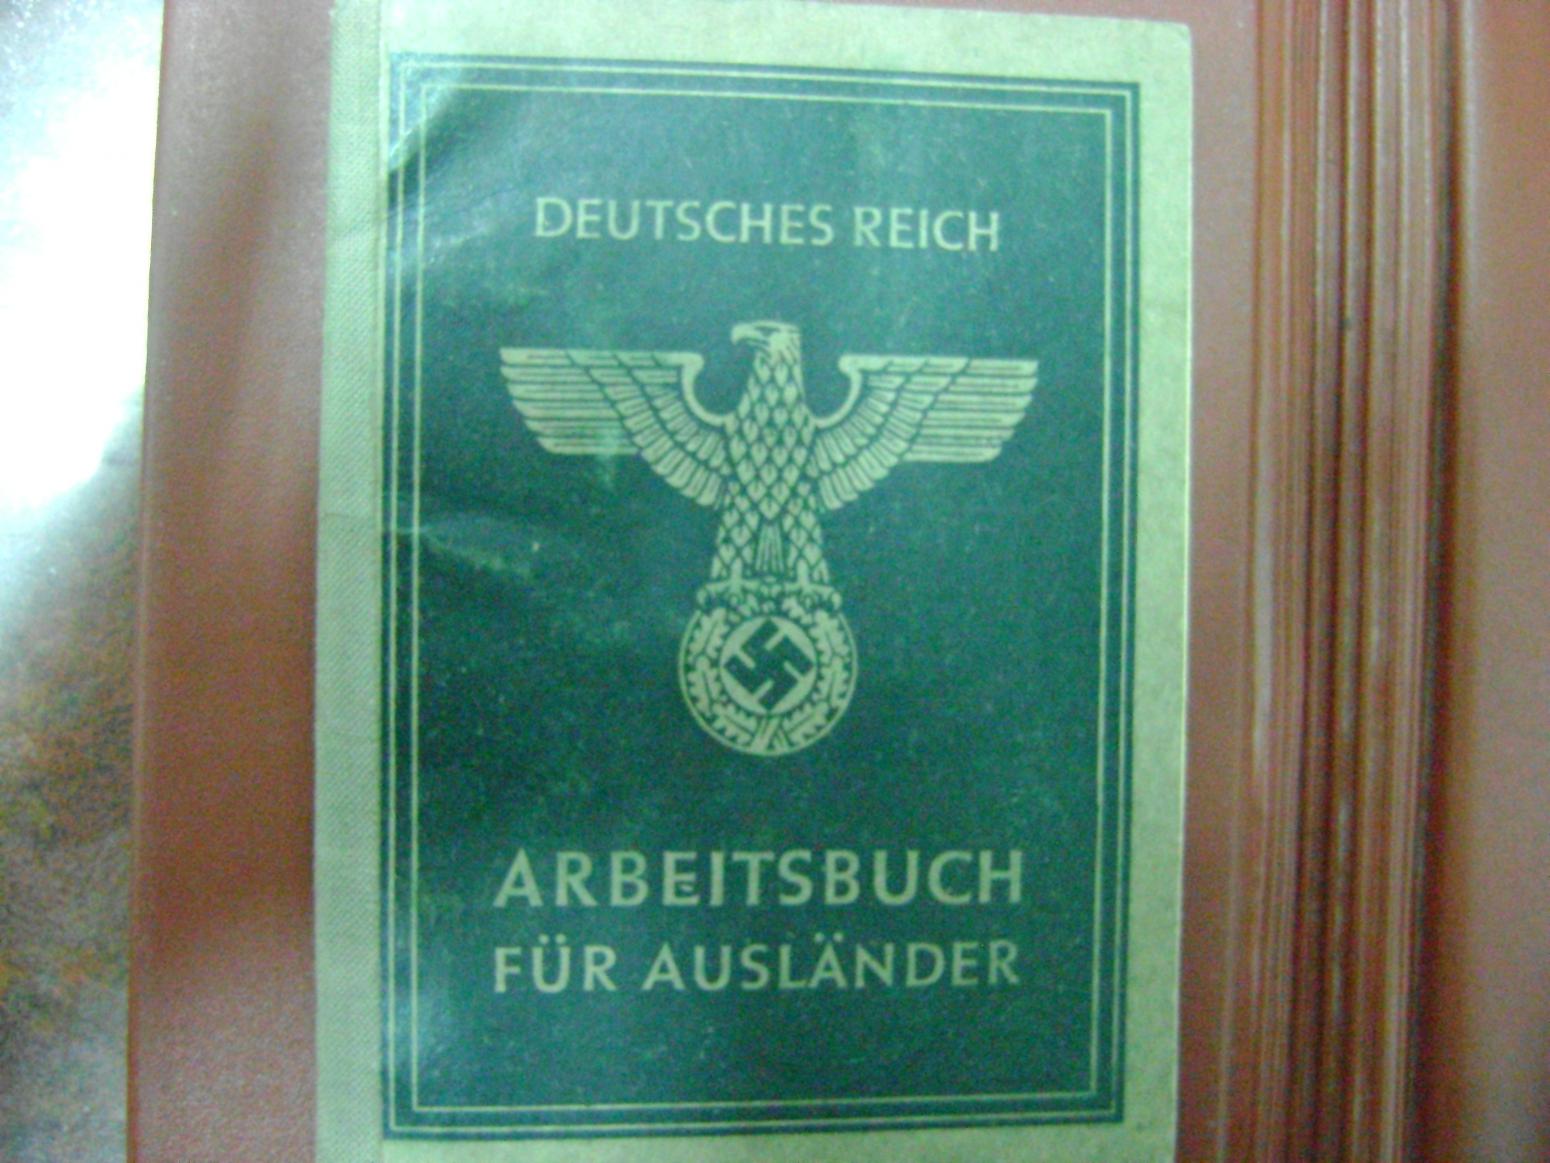 DEUTSCHES REICH
ARBEITSBUCH
FÜR AUSLÄNDER